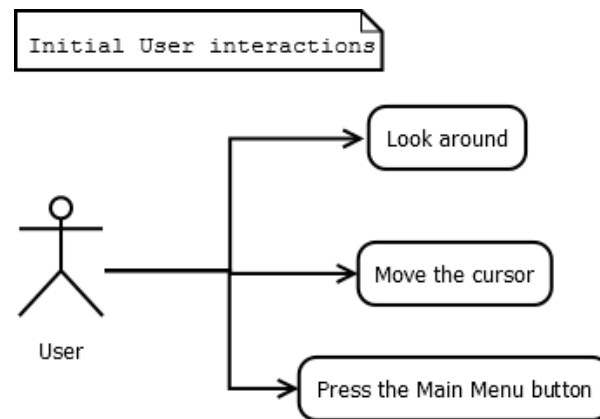 Initial User interactions
Look around
Move the cursor
User
Press the Main Menu button